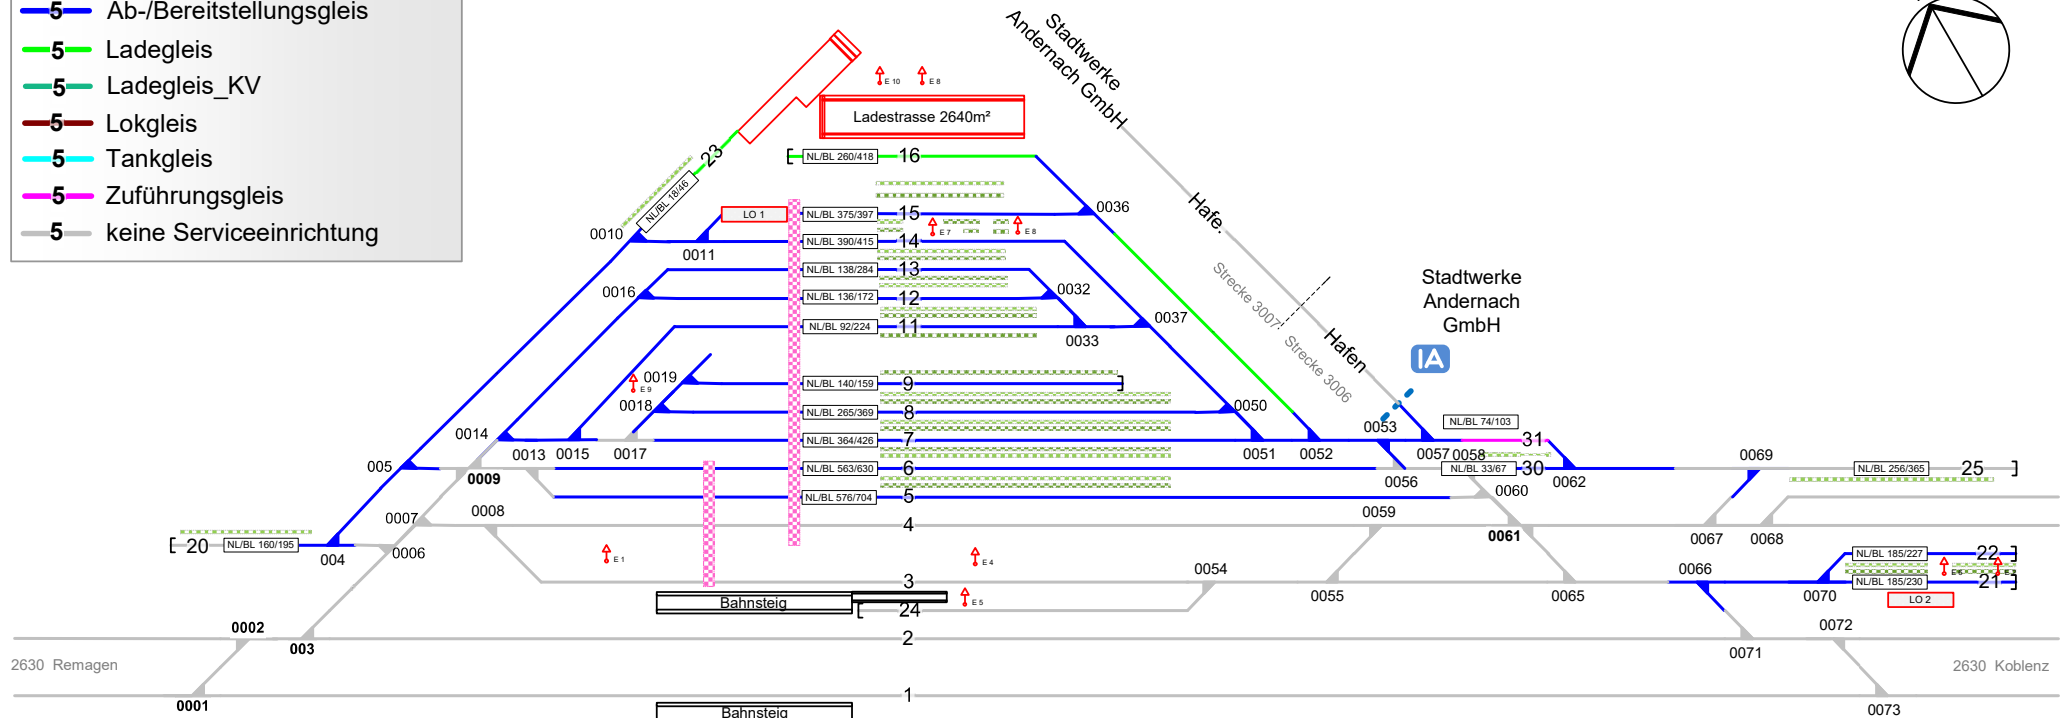 5 Ab-/Bereitstellungsgleis
5 Ladegleis
5 Ladegleis_KV
5 Lokgleis
5 Tankgleis
5 Zuführungsgleis
5 keine Serviceeinrichtung
Stadtwerke
Andernach GmbH
E 10
E 8
Ladestrasse 2640m²
23
NL/BL 18/46
NL/BL 260/418
16
Hafe.
0036
LO 1
NL/BL 375/397
15
E 7
E 8
0010
0011
NL/BL 390/415
14
NL/BL 138/284
13
Strecke 3007
Stadtwerke
Andernach
GmbH
0016
NL/BL 136/172
12
0032
NL/BL 92/224
11
0033
0037
Hafen
Strecke 3006
IA
0019
E 9
NL/BL 140/159
9
0018
NL/BL 265/369
8
0050
0053
NL/BL 74/103
0014
0013
0015
0017
NL/BL 364/426
7
0051
0052
0057
0058
31
005
0009
NL/BL 563/630
6
0056
NL/BL 33/67
30
0062
0069
NL/BL 256/365
25
NL/BL 576/704
5
0060
0007
0008
4
0059
0061
0067
0068
20
NL/BL 160/195
004
0006
E 1
E 4
NL/BL 185/227
22
0054
3
0055
0065
0066
0070
NL/BL 185/230
21
Bahnsteig
24
E 5
LO 2
0002
003
2
0071
0072
2630 Remagen
2630 Koblenz
0001
1
0073
Bahnsteig